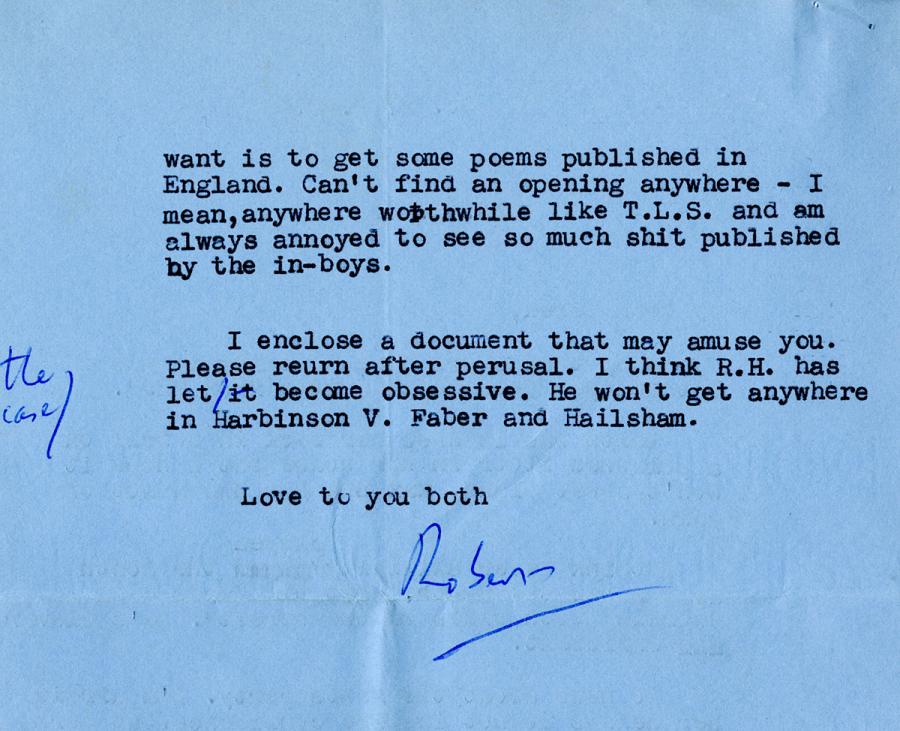 want is to get some poems published in
England. Can't find an opening anywhere - I
mean,anywhere worthwhile like T.L.S. and am
always annoyed to see so much shit published
by the in-boys.
I enclose a document that may amuse you.
Please reurn after perusal. I think R.H. has
the
case/
let/it become obsessive. He won't get anywhere
in Harbinson V. Faber and Hailsham.
Love to you both
Robert